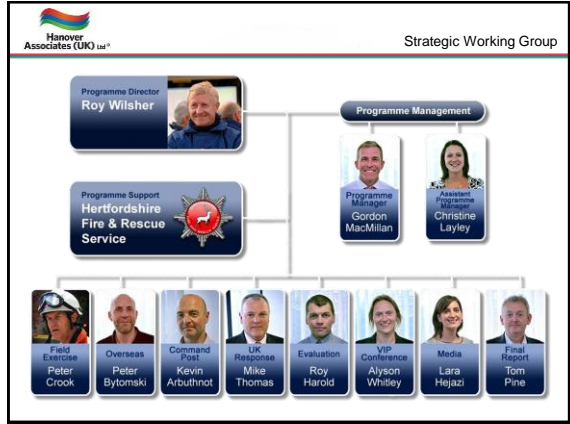 Hanover
Associates (UK) Ltd
Strategic Working Group
Programme Director
Roy Wilsher
Programme Management
Programme
Manager
Gordon
MacMillan
Assistant
Programme
Manager
Christine
Layley
Programme Support
Hertfordshire
Fire & Rescue
Service
Field
Exercise
Peter
Crook
Overseas
Peter
Bytomski
Command
Post
Kevin
Arbuthnot
UK
Response
Mike
Thomas
Evaluation
Roy
Harold
VIP
Conference
Alyson
Whitley
Media
Lara
Hejazi
Final
Report
Tom
Pine